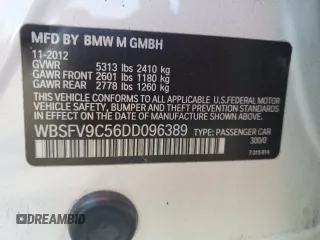 MFD BY BMW M GMBH
11-2012
GVWR 5313 lbs 2410 kg
GAWR FRONT 2601 lbs 1180 kg
GAWR REAR 2778 lbs 1260 kg
THIS VEHICLE CONFORMS TO ALL APPLICABLE U.S. FEDERAL MOTOR
VEHICLE SAFETY, BUMPER AND THEFT PREVENTION STANDARDS IN
EFFECT ON THE DATE OF MANUFACTURE SHOWN ABOVE.
WBSFV9C56DD096389 TYPE: PASSENGER CAR
300/0
DREAMBID